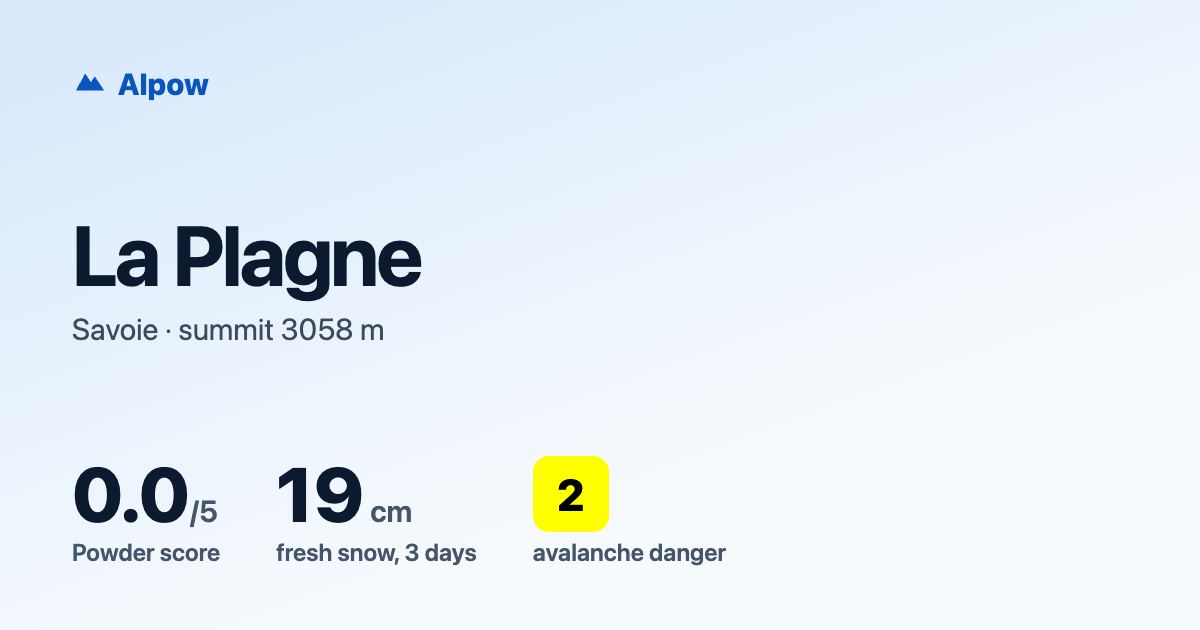 Alpow
La Plagne
Savoie · summit 3058 m
0.0/5
Powder score
19 cm
fresh snow, 3 days
2
avalanche danger